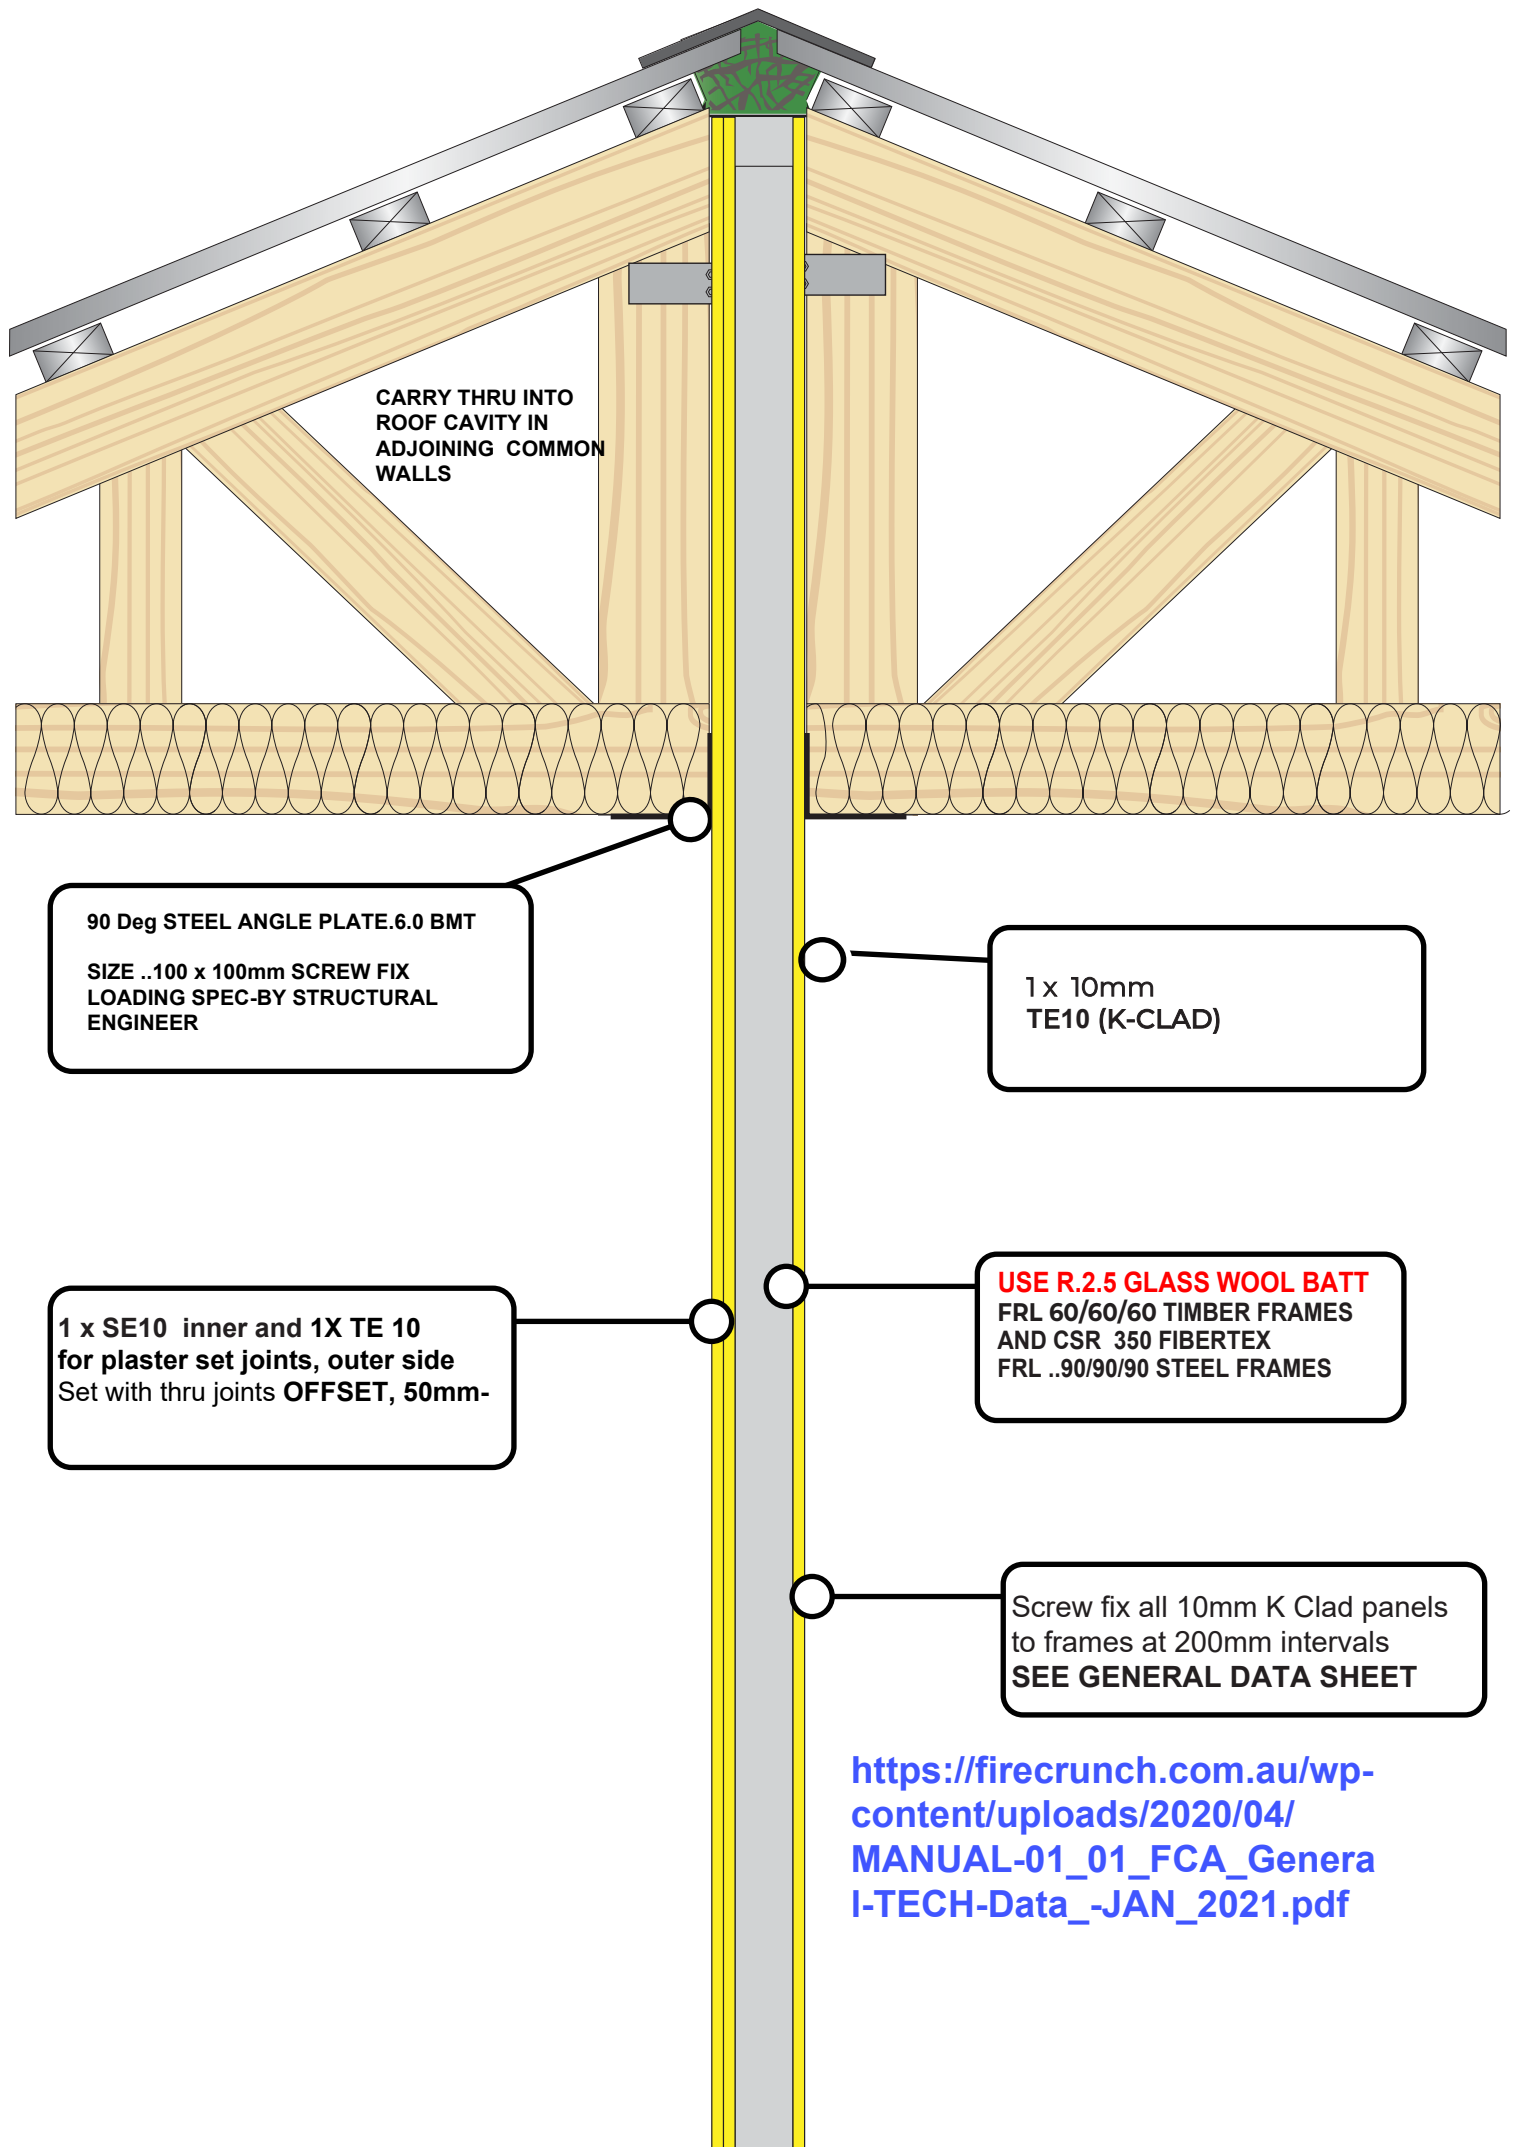 CARRY THRU INTO
ROOF CAVITY IN
ADJOINING COMMON
WALLS
90 Deg STEEL ANGLE PLATE.6.0 BMT
SIZE ..100 x 100mm SCREW FIX
LOADING SPEC-BY STRUCTURAL
ENGINEER
1 x 10mm
TE10 (K-CLAD)
1 x SE10 inner and 1X TE 10
for plaster set joints, outer side
Set with thru joints OFFSET, 50mm-
USE R.2.5 GLASS WOOL BATT
FRL 60/60/60 TIMBER FRAMES
AND CSR 350 FIBERTEX
FRL ..90/90/90 STEEL FRAMES
Screw fix all 10mm K Clad panels
to frames at 200mm intervals
SEE GENERAL DATA SHEET
https://firecrunch.com.au/wp-
content/uploads/2020/04/
MANUAL-01_01_FCA_Genera
l-TECH-Data_-JAN_2021.pdf